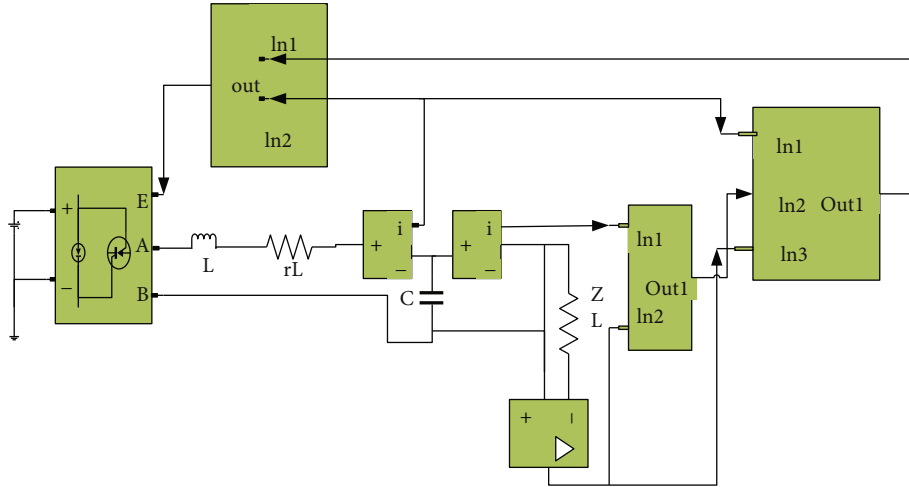 ln1
out
ln2
E
+
A
−
B
L
rL
i
+
−
C
i
+
−
ln1
Out1
ln2
Z
L
+ −
ln1
ln2 Out1
ln3